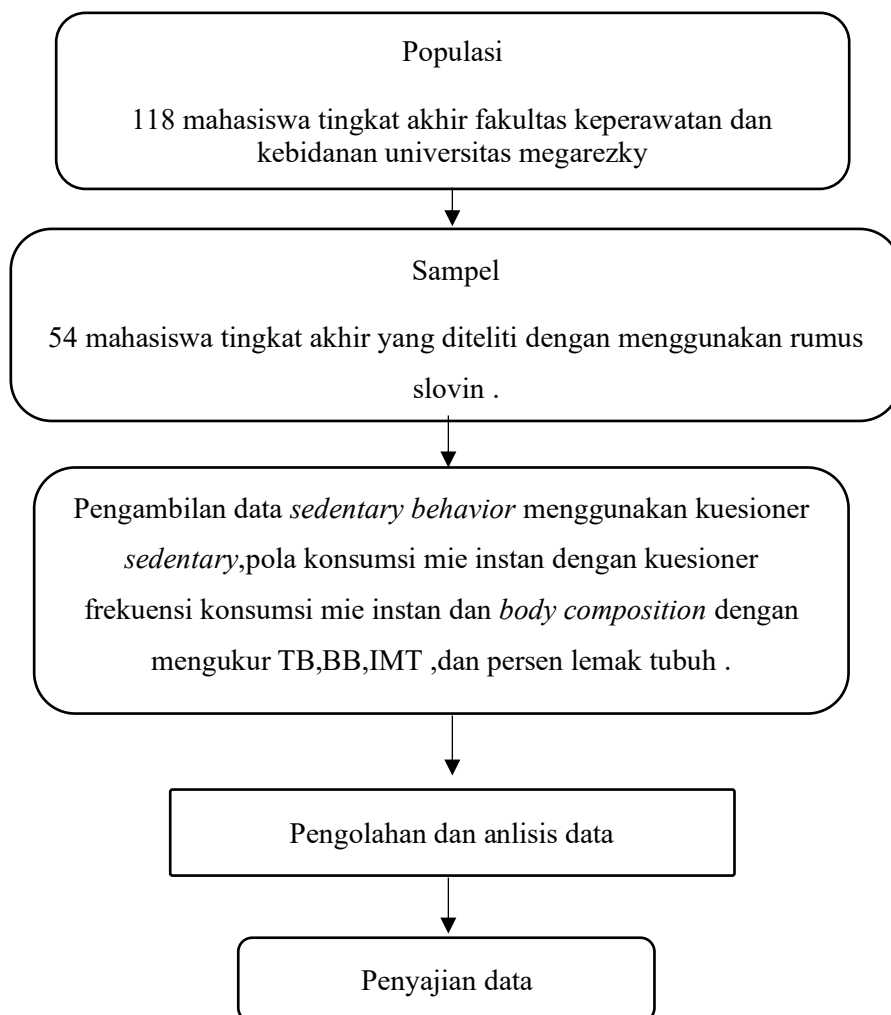 Populasi
118 mahasiswa tingkat akhir fakultas keperawatan dan
kebidanan universitas megarezky
Sampel
54 mahasiswa tingkat akhir yang diteliti dengan menggunakan rumus
slovin .
Pengambilan data sedentary behavior menggunakan kuesioner
sedentary,pola konsumsi mie instan dengan kuesioner
frekuensi konsumsi mie instan dan body composition dengan
mengukur TB,BB,IMT ,dan persen lemak tubuh .
Pengolahan dan anlisis data
Penyajian data